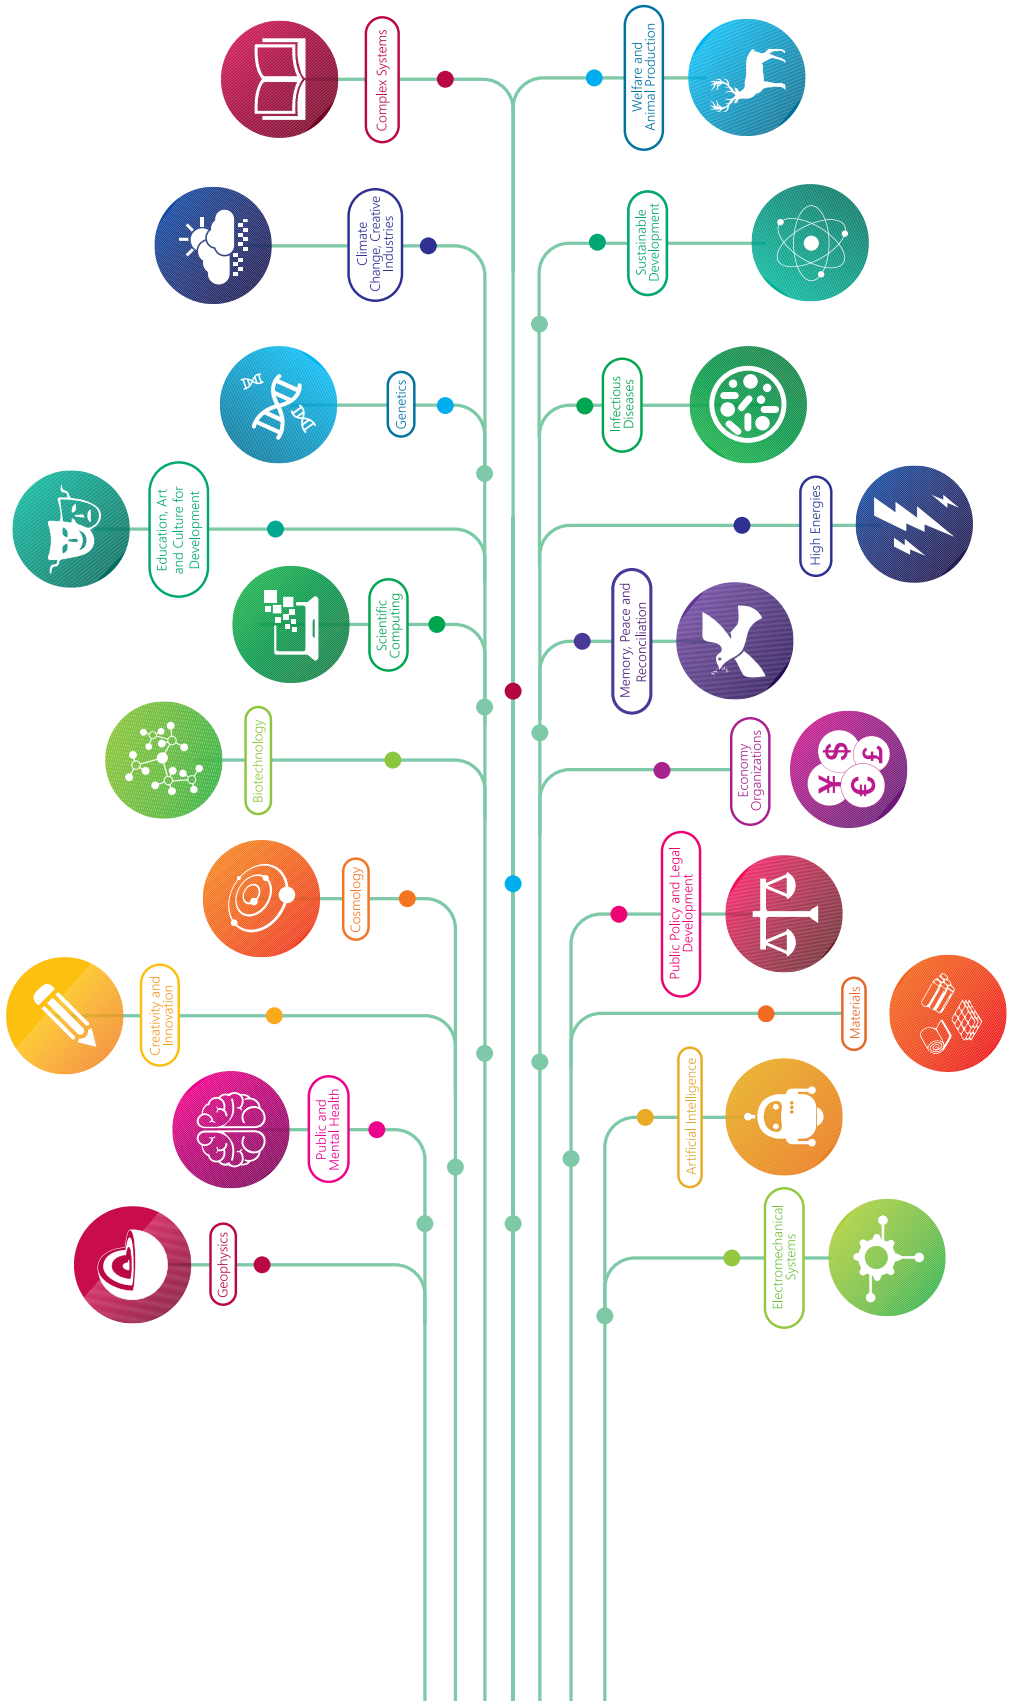 Complex Systems
Welfare and
Animal Production
Climate
Change, Creative
Industries
Sustainable
Development
Genetics
Infectious
Diseases
Education, Art
and Culture for
Development
High Energies
Scientific
Computing
Memory, Peace and
Reconciliation
Biotechnology
Economy
Organizations
$
£
¥
€
Cosmology
Public Policy and Legal
Development
Creativity and
Innovation
Materials
Public and
Mental Health
Artificial Intelligence
Geophysics
Electromechanical
Systems